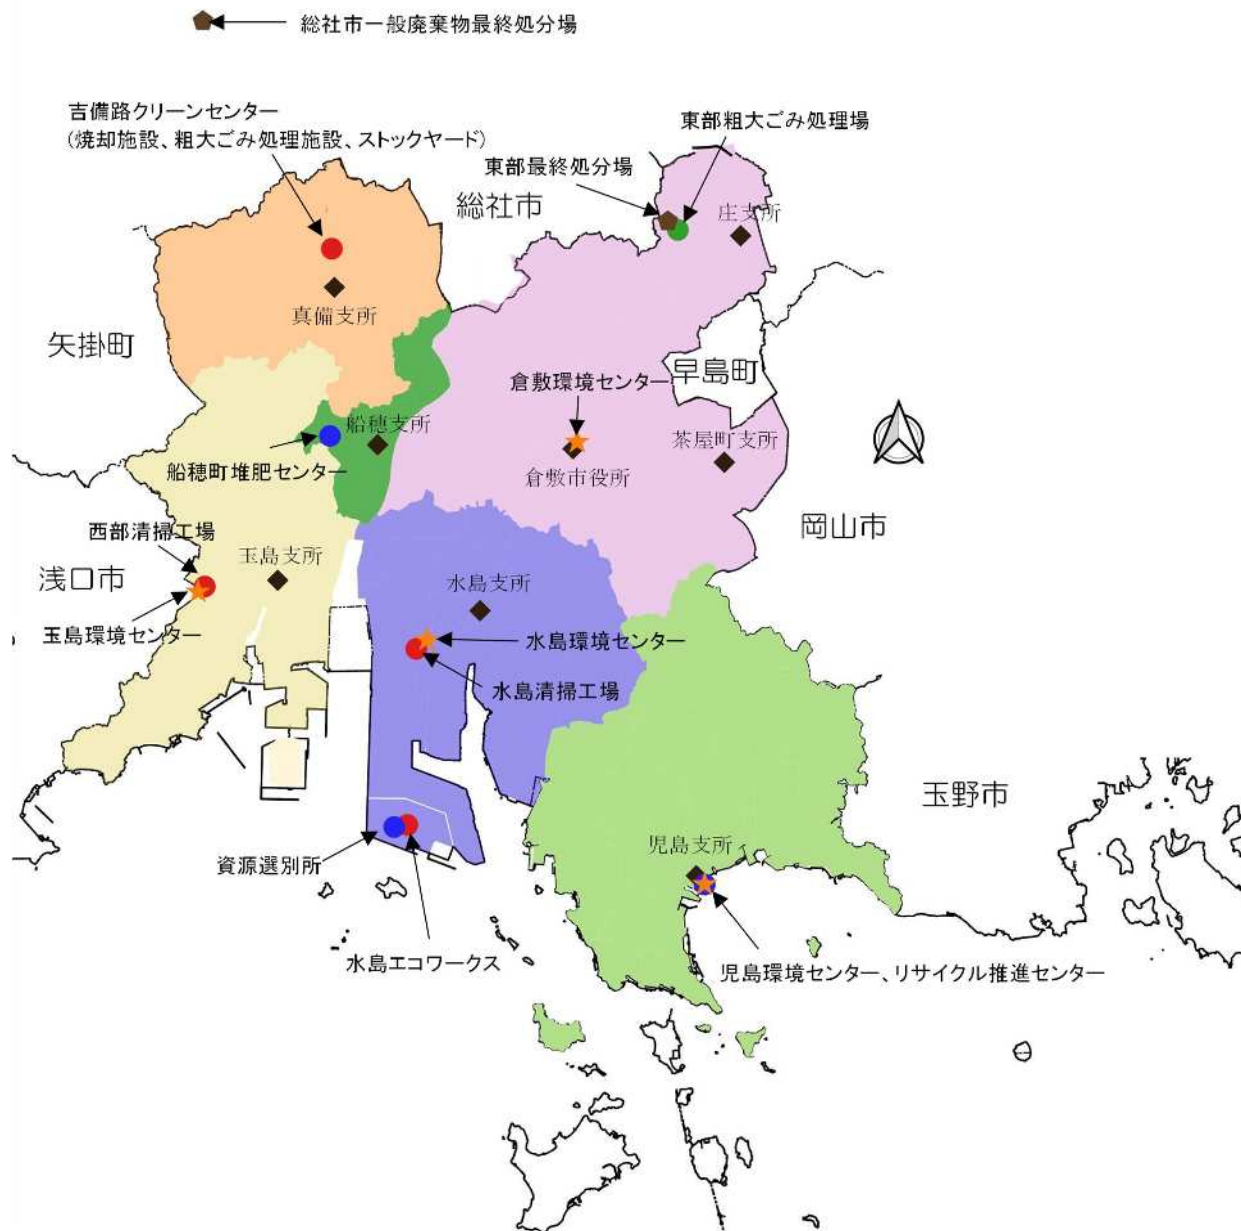 総社市一般廃棄物最終処分場
吉備路クリーンセンター
(焼却施設、粗大ごみ処理施設、ストックヤード)
東部粗大ごみ処理場
東部最終処分場
総社市
庄支所
真備支所
矢掛町
早島町
倉敷環境センター
船穂支所
茶屋町支所
船穂町堆肥センター
倉敷市役所
西部清掃工場
岡山市
玉島支所
浅口市
水島支所
玉島環境センター
水島環境センター
水島清掃工場
玉野市
児島支所
資源選別所
水島エコワークス
児島環境センター、リサイクル推進センター